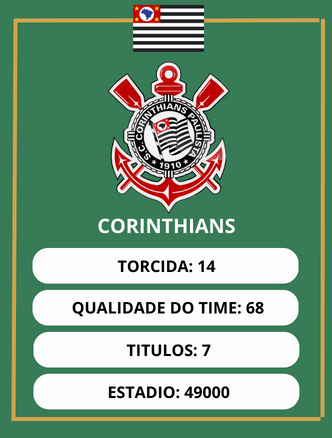 S.C. CORINTHIANS PAULISTA
1910
CORINTHIANS
TORCIDA: 14
QUALIDADE DO TIME: 68
TITULOS: 7
ESTADIO: 49000